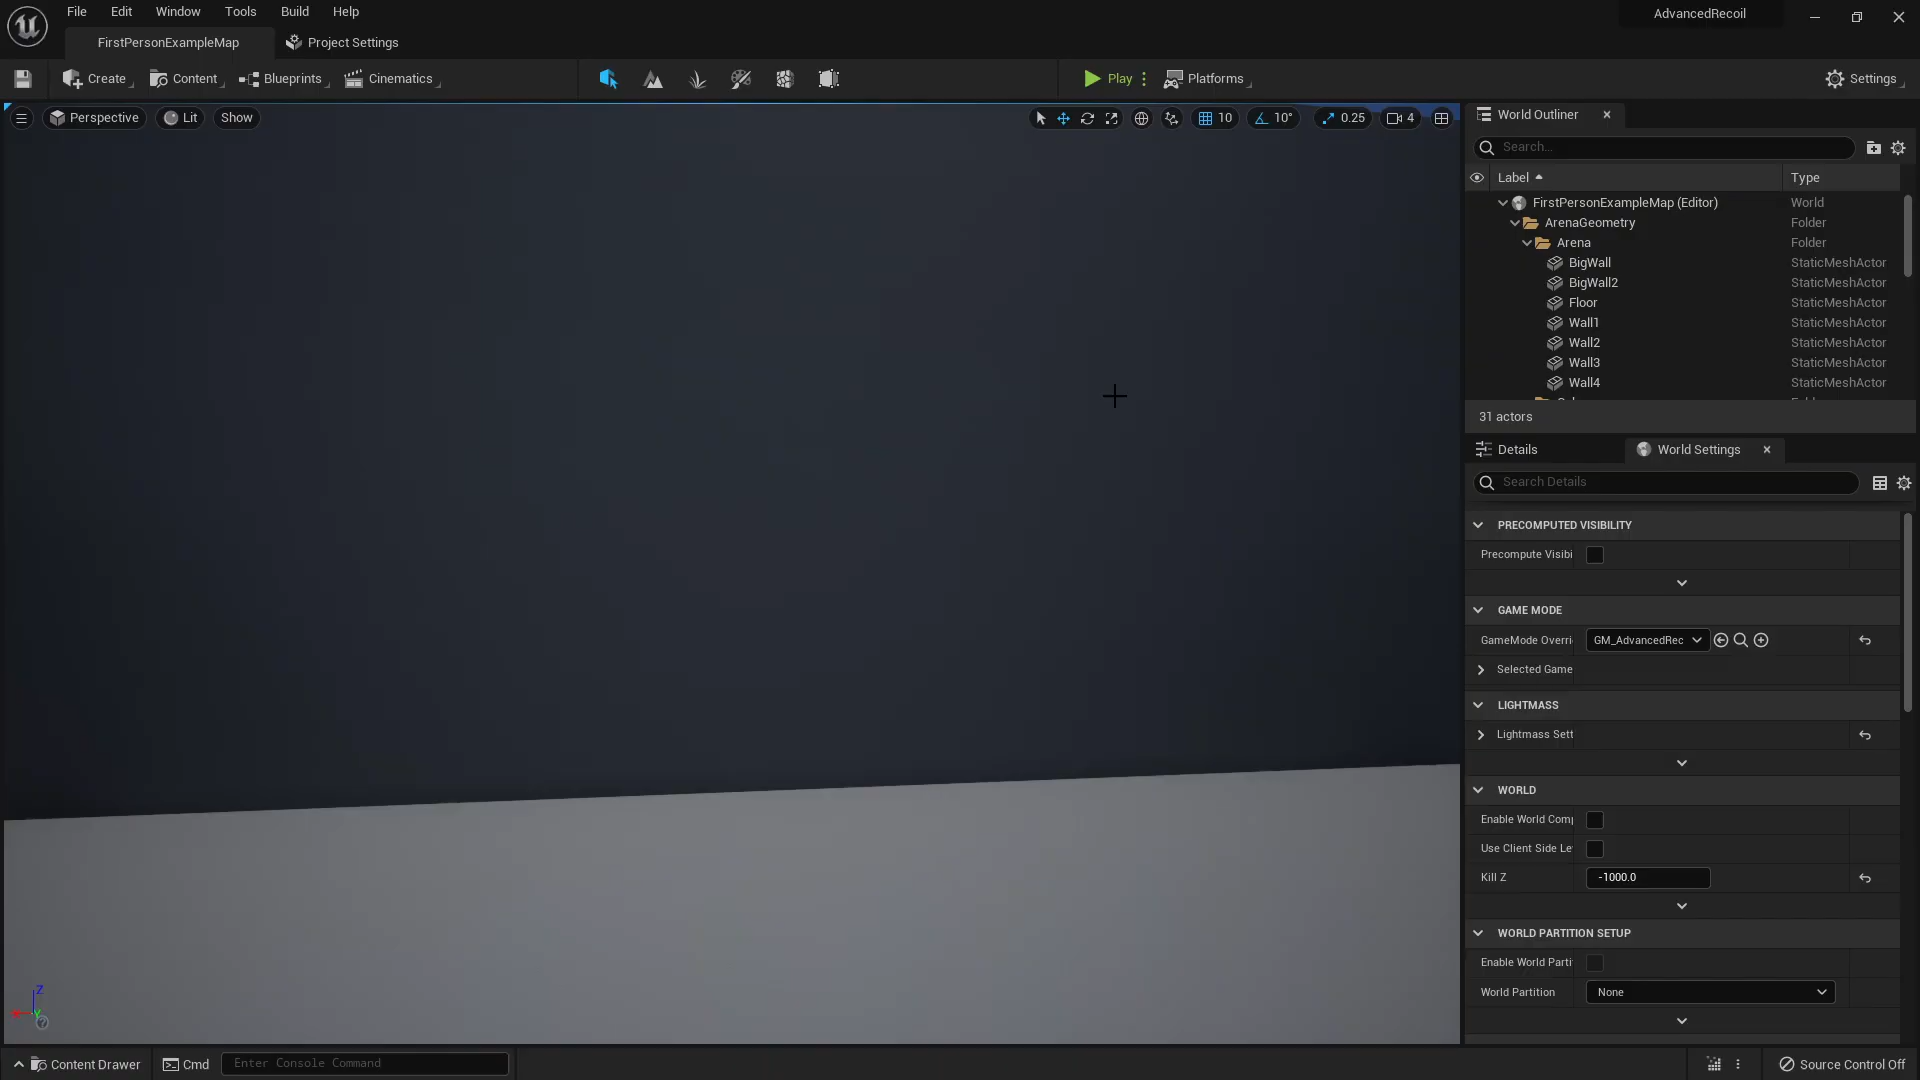 File Edit Window Tools Build Help
AdvancedRecoil
FirstPersonExampleMap
Project Settings
Create
Content
Blueprints
Cinematics
Play
Platforms
Settings
Perspective
Lit
Show
10
10°
0.25
4
World Outliner
Search...
Label
Type
FirstPersonExampleMap (Editor) World
ArenaGeometry Folder
Arena Folder
BigWall StaticMeshActor
BigWall2 StaticMeshActor
Floor StaticMeshActor
Wall1 StaticMeshActor
Wall2 StaticMeshActor
Wall3 StaticMeshActor
Wall4 StaticMeshActor
31 actors
Details
World Settings
Search Details
PRECOMPUTED VISIBILITY
Precompute Visibi
GAME MODE
GameMode Overri GM_AdvancedRec
Selected Game
LIGHTMASS
Lightmass Sett
WORLD
Enable World Comp
Use Client Side Le
Kill Z -1000.0
WORLD PARTITION SETUP
Enable World Parti
World Partition None
Z
Content Drawer
Cmd
Enter Console Command
Source Control Off